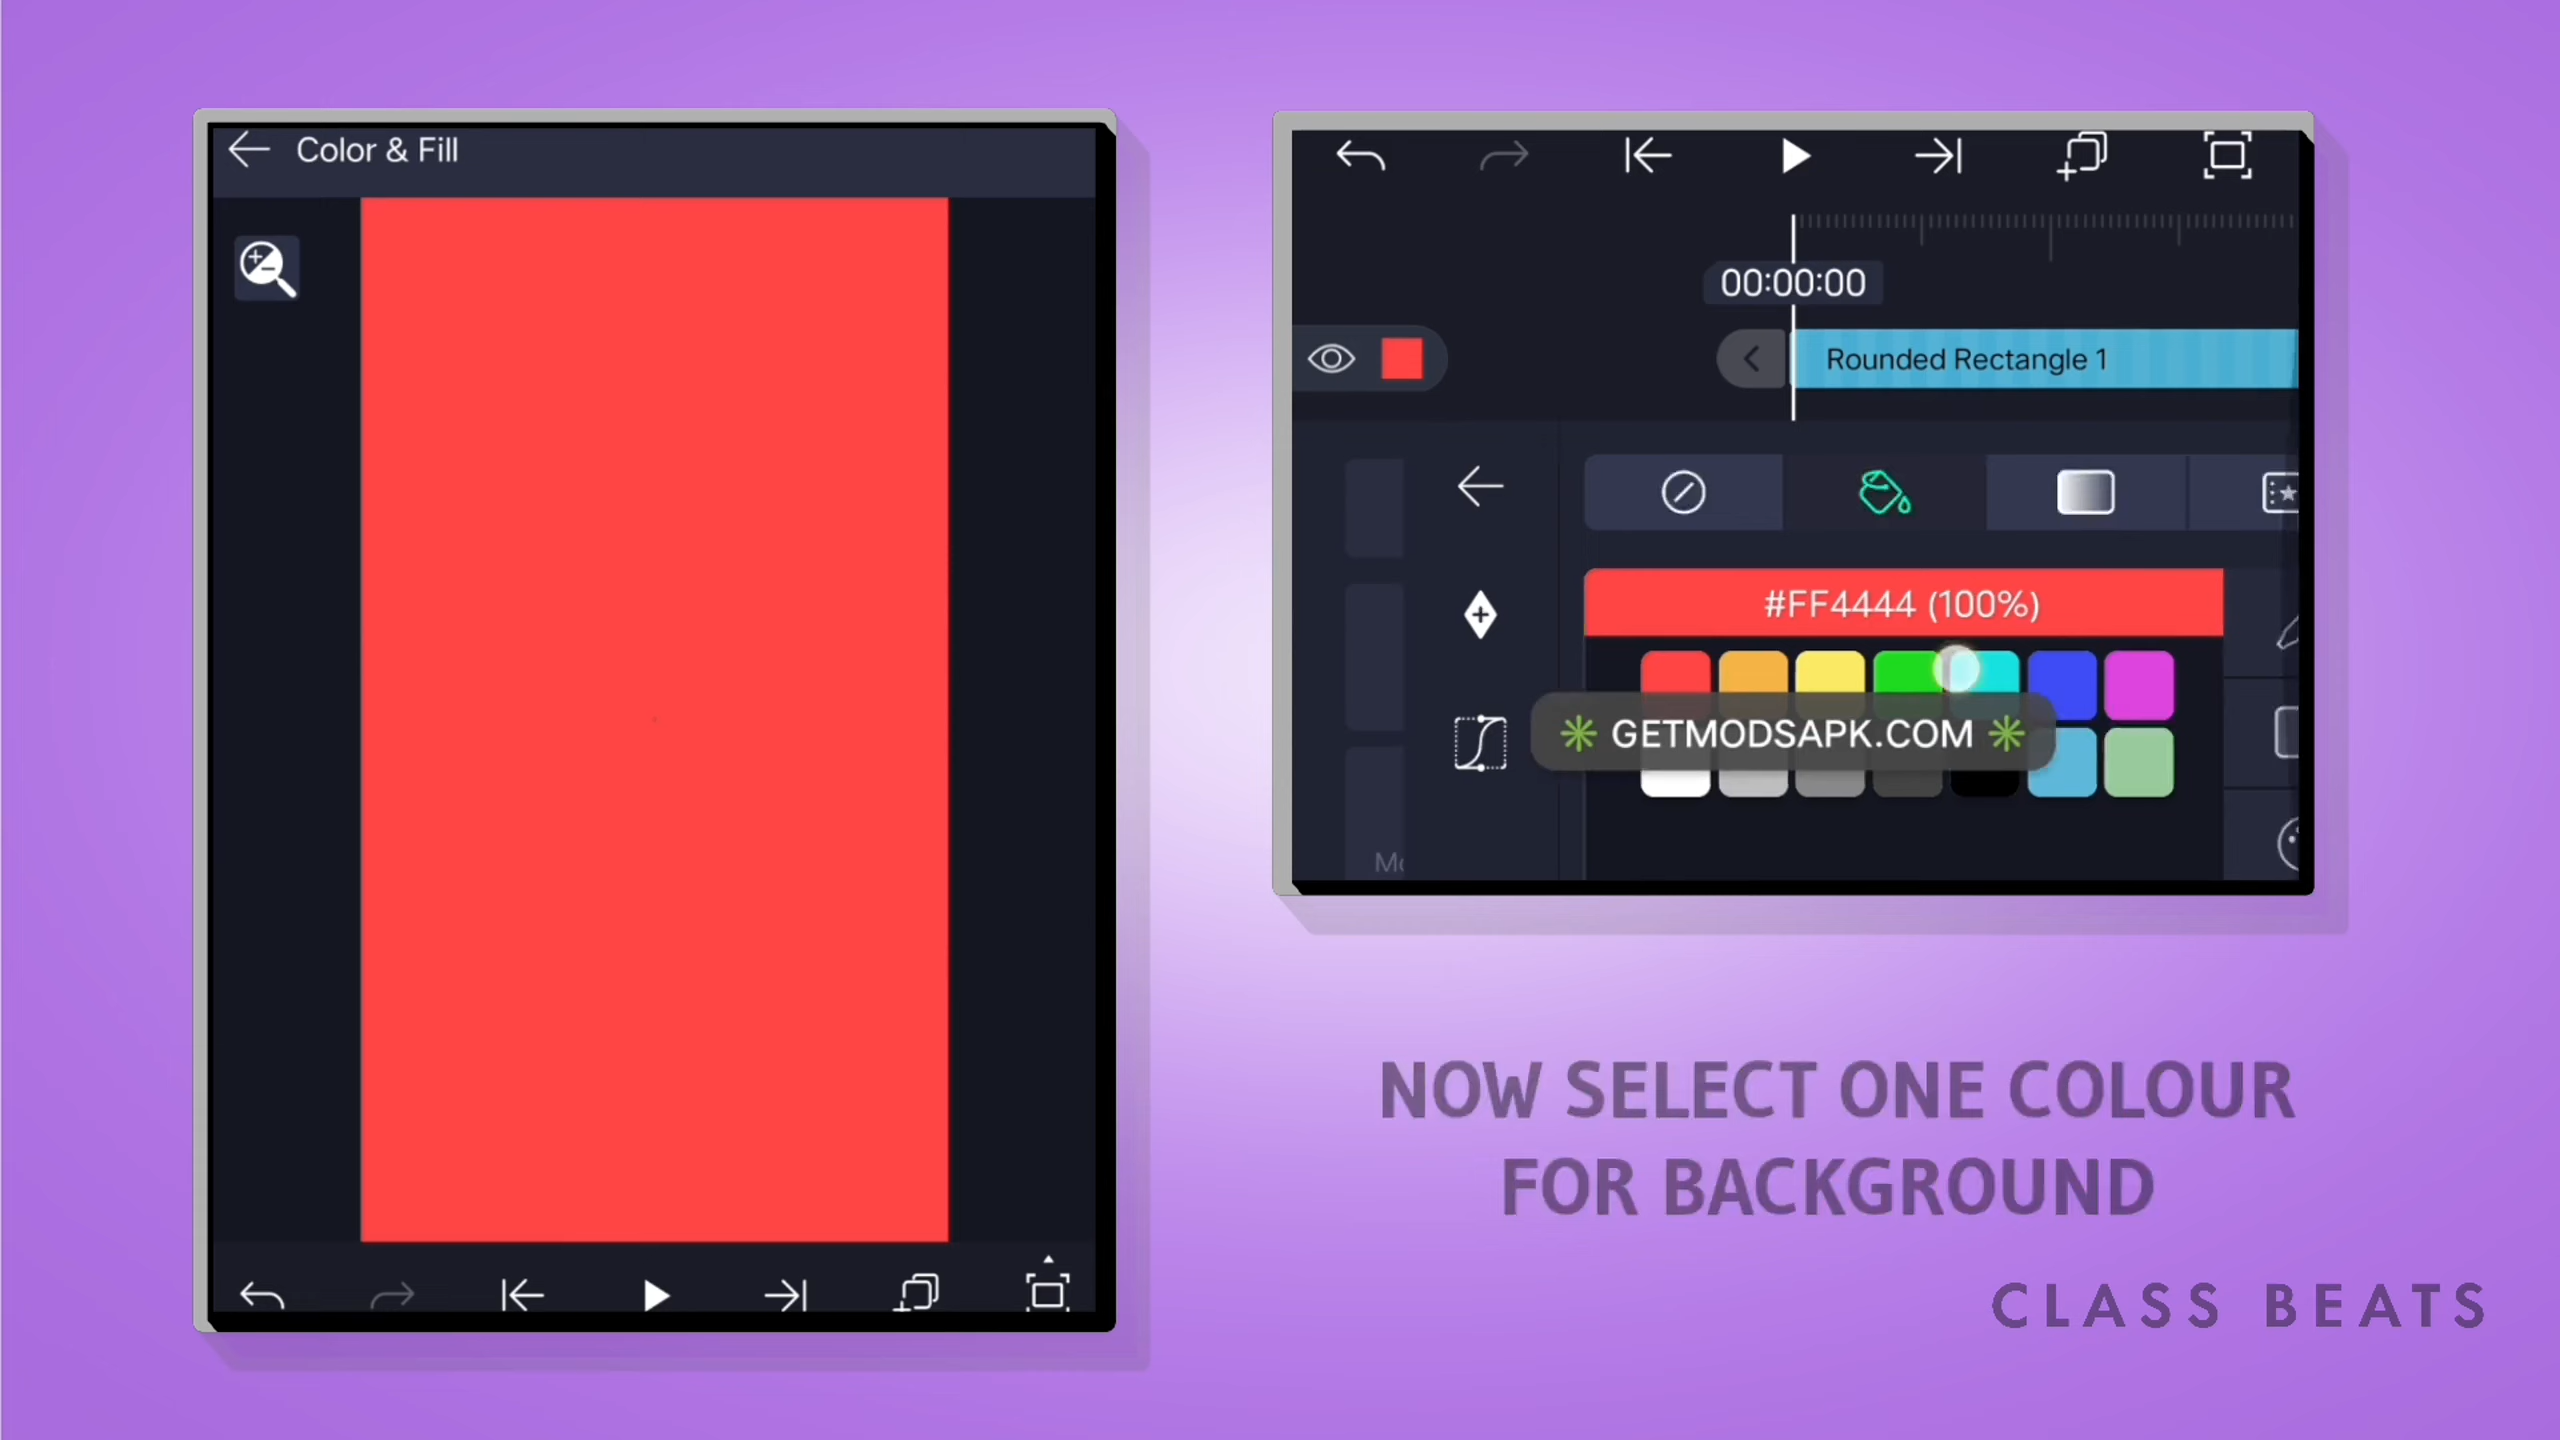 Color & Fill
00:00:00
Rounded Rectangle 1
#FF4444 (100%)
✳ GETMODSAPK.COM ✳
NOW SELECT ONE COLOUR
FOR BACKGROUND
CLASS BEATS